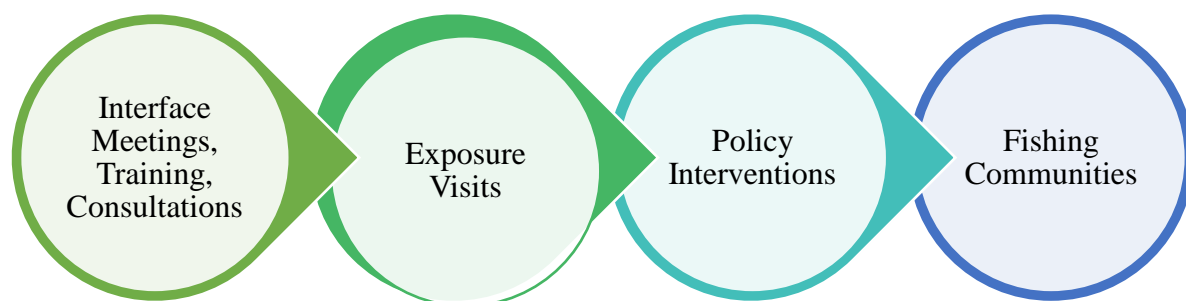 Interface
Meetings,
Training,
Consultations
Exposure
Visits
Policy
Interventions
Fishing
Communities